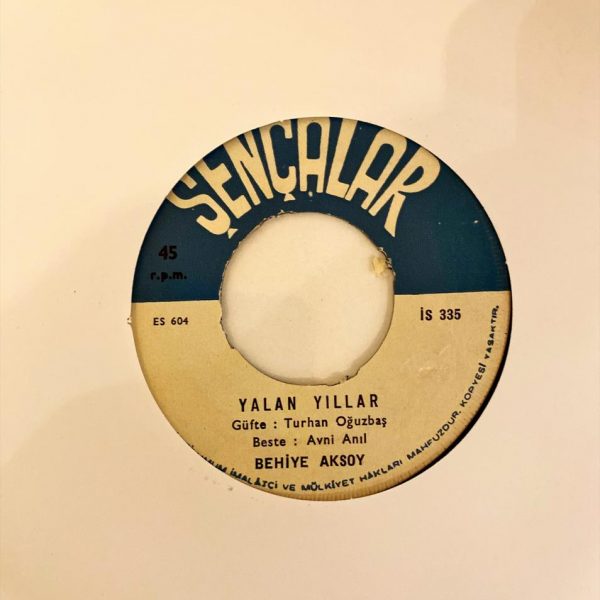 ŞENÇALAR
45
r.p.m.
ES 604
İS 335
YALAN YILLAR
Güfte : Turhan Oğuzbaş
Beste : Avni Anıl
BEHİYE AKSOY
İMALÂTÇI VE MÜLKİYET HAKLARI MAHFUZDUR. KOPYESİ YASAKTIR.